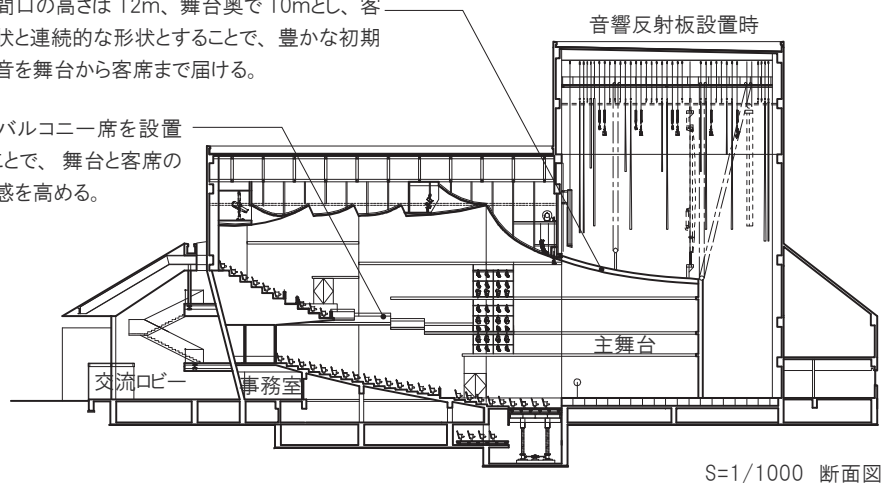 間口の高さは 12m、舞台奥で 10mとし、客
状と連続的な形状とすることで、豊かな初期
音を舞台から客席まで届ける。
バルコニー席を設置
ことで、舞台と客席の
感を高める。
音響反射板設置時
主舞台
交流ロビー
事務室
S=1/1000 断面図